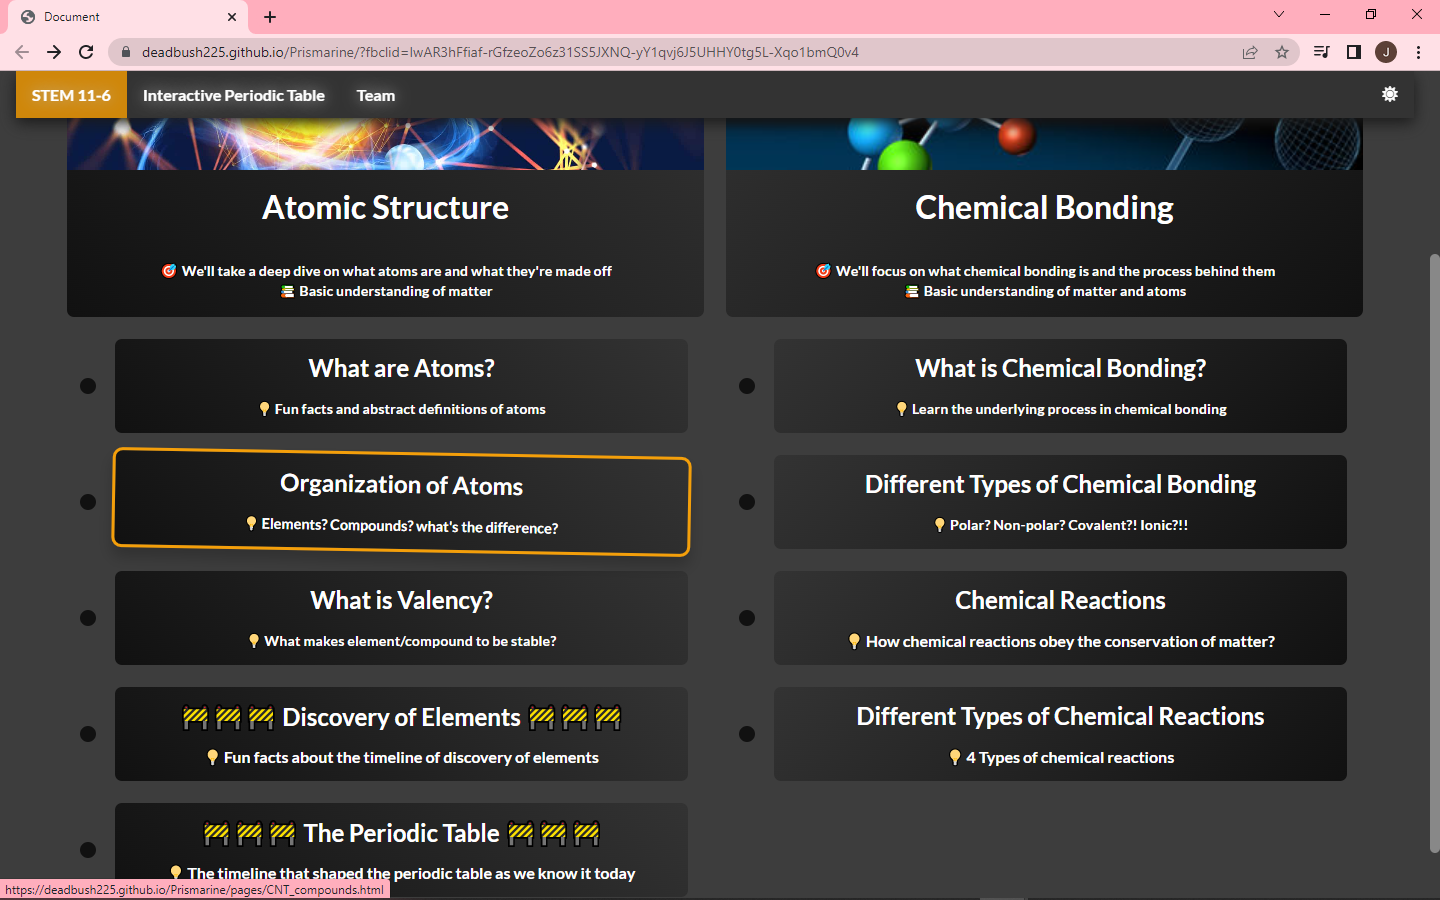 Document
deadbush225.github.io/Prismarine/?fbclid=IwAR3hFfiaf-rGfzeoZo6z31SS5JXNQ-yY1qvj6J5UHHY0tg5L-Xqo1bmQ0v4
J
STEM 11-6
Interactive Periodic Table
Team
Atomic Structure
🎯 We'll take a deep dive on what atoms are and what they're made off
📚 Basic understanding of matter
What are Atoms?
💡 Fun facts and abstract definitions of atoms
Organization of Atoms
💡 Elements? Compounds? what's the difference?
What is Valency?
💡 What makes element/compound to be stable?
🚧 🚧 🚧 Discovery of Elements 🚧 🚧 🚧
💡 Fun facts about the timeline of discovery of elements
🚧 🚧 🚧 The Periodic Table 🚧 🚧 🚧
💡 The timeline that shaped the periodic table as we know it today
Chemical Bonding
🎯 We'll focus on what chemical bonding is and the process behind them
📚 Basic understanding of matter and atoms
What is Chemical Bonding?
💡 Learn the underlying process in chemical bonding
Different Types of Chemical Bonding
💡 Polar? Non-polar? Covalent?! Ionic?!!
Chemical Reactions
💡 How chemical reactions obey the conservation of matter?
Different Types of Chemical Reactions
💡 4 Types of chemical reactions
https://deadbush225.github.io/Prismarine/pages/CNT_compounds.html